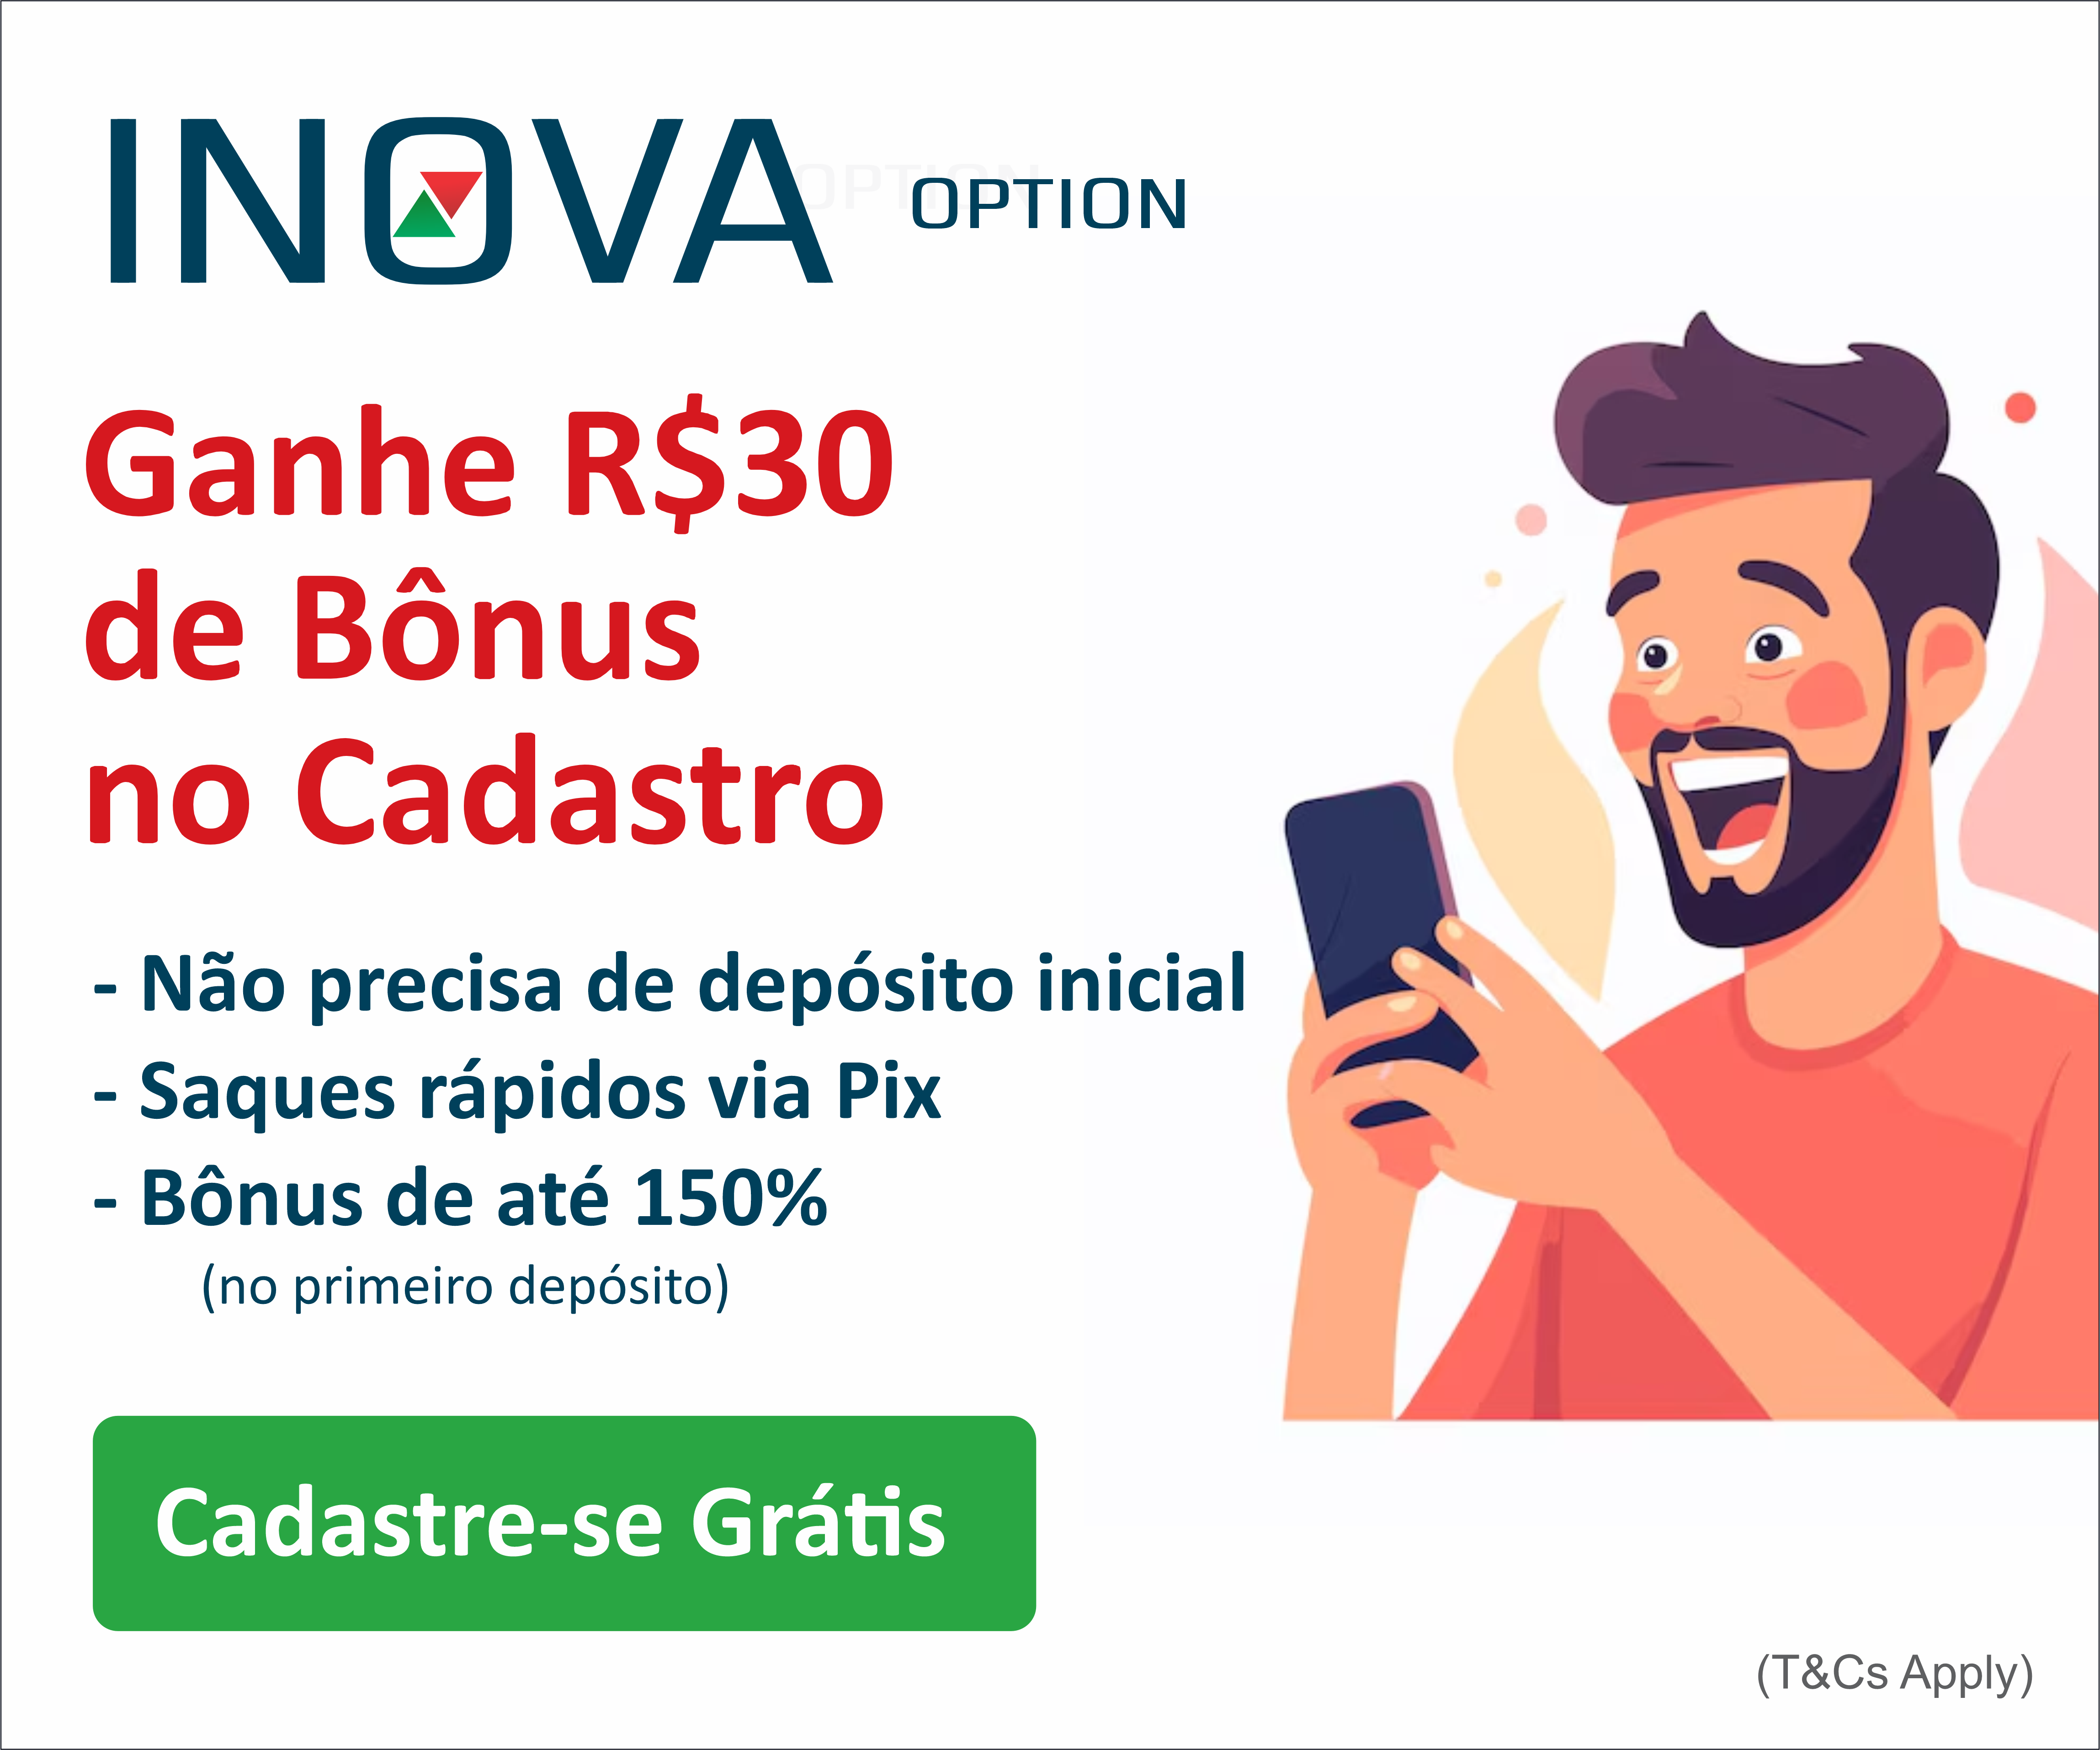 INOVA OPTION
Ganhe R$30
de Bônus
no Cadastro
- Não precisa de depósito inicial
- Saques rápidos via Pix
- Bônus de até 150%
(no primeiro depósito)
Cadastre-se Grátis
(T&Cs Apply)